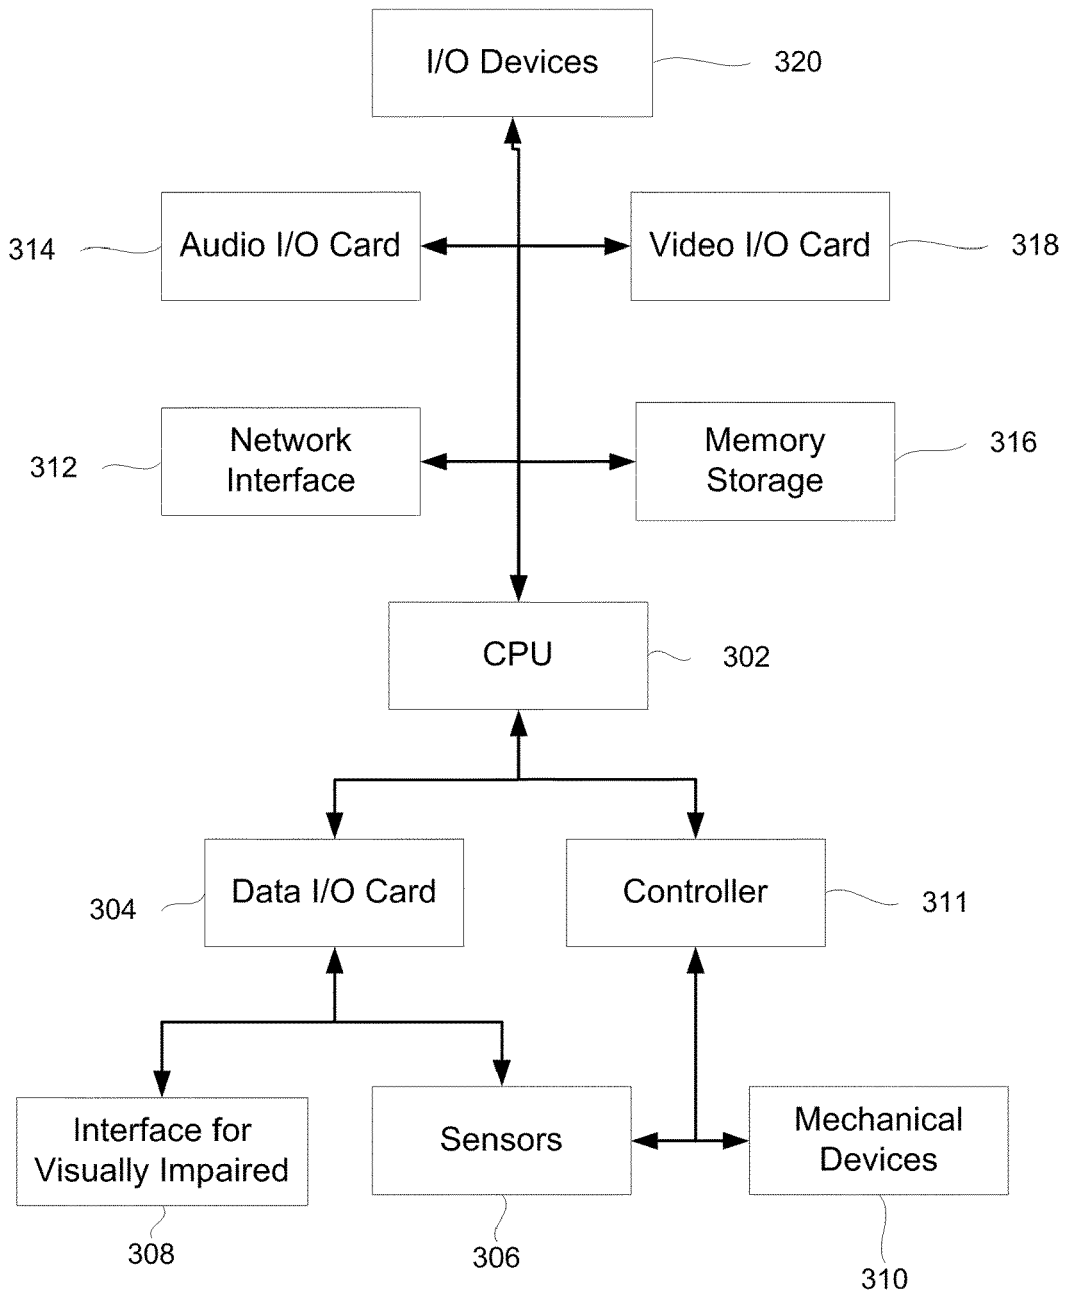 I/O Devices
320
314
Audio I/O Card
Video I/O Card
318
312
Network
Interface
Memory
Storage
316
CPU
302
304
Data I/O Card
Controller
311
Interface for
Visually Impaired
308
Sensors
306
Mechanical
Devices
310